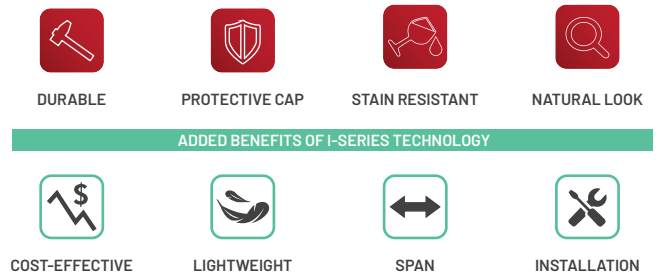 DURABLE PROTECTIVE CAP STAIN RESISTANT NATURAL LOOK
ADDED BENEFITS OF I-SERIES TECHNOLOGY
$
COST-EFFECTIVE LIGHTWEIGHT SPAN INSTALLATION